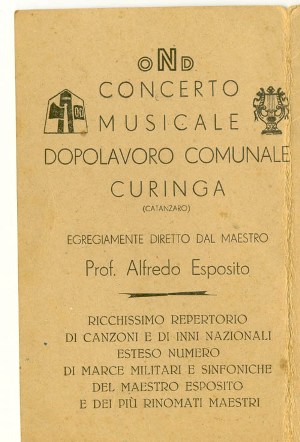 OND
CONCERTO
MUSICALE
DOPOLAVORO COMUNALE
CURINGA
(CATANZARO)
EGREGIAMENTE DIRETTO DAL MAESTRO
Prof. Alfredo Esposito
RICCHISSIMO REPERTORIO
DI CANZONI E DI INNI NAZIONALI
ESTESO NUMERO
DI MARCE MILITARI E SINFONICHE
DEL MAESTRO ESPOSITO
E DEI PIÙ RINOMATI MAESTRI